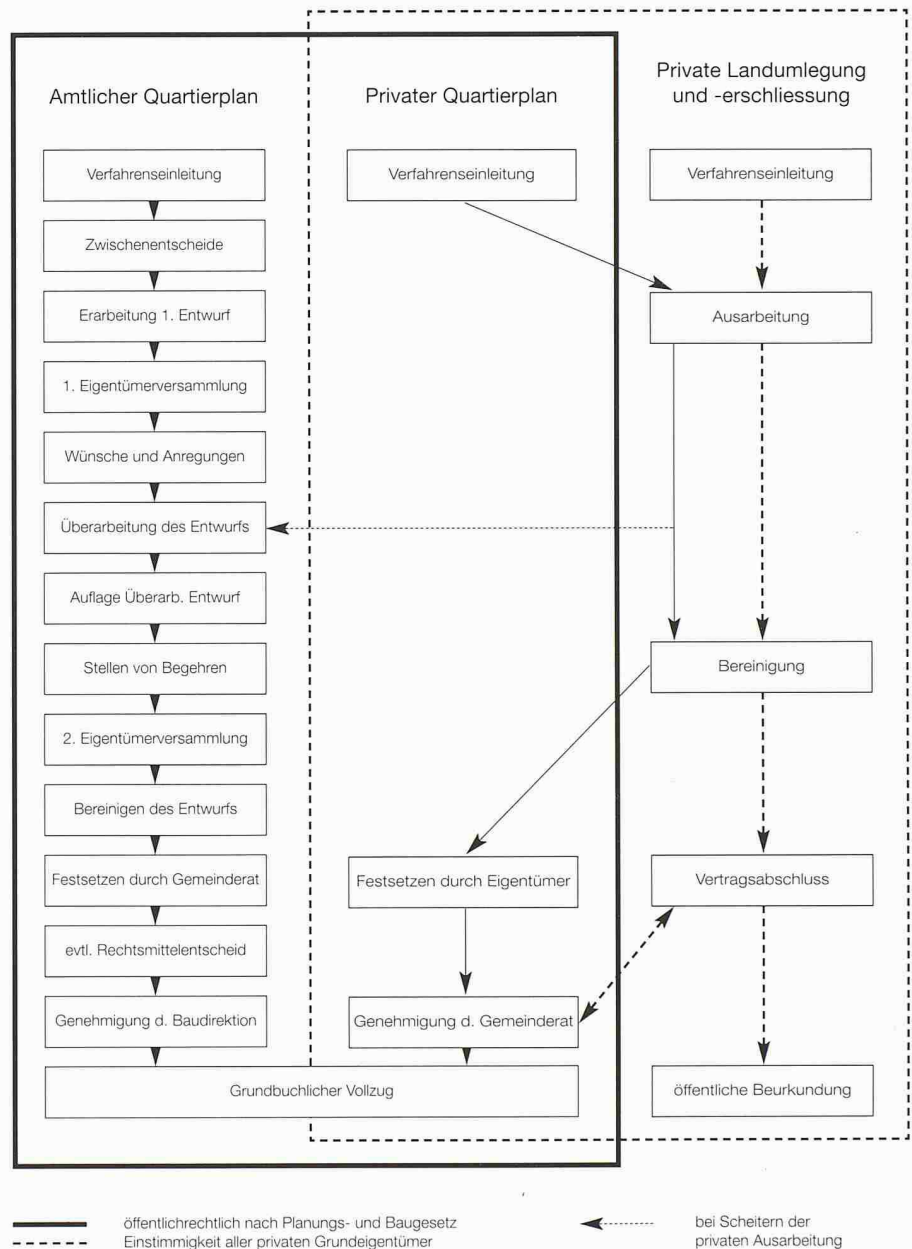 Amtlicher Quartierplan
Privater Quartierplan
Private Landumlegung
und -erschliessung
Verfahrenseinleitung
Zwischenentscheide
Erarbeitung 1. Entwurf
1. Eigentümerversammlung
Wünsche und Anregungen
Überarbeitung des Entwurfs
Auflage Überarb. Entwurf
Stellen von Begehren
2. Eigentümerversammlung
Bereinigen des Entwurfs
Festsetzen durch Gemeinderat
evtl. Rechtsmittelentscheid
Genehmigung d. Baudirektion
Verfahrenseinleitung
Festsetzen durch Eigentümer
Genehmigung d. Gemeinderat
Grundbuchlicher Vollzug
Verfahrenseinleitung
Ausarbeitung
Bereinigung
Vertragsabschluss
öffentliche Beurkundung
öffentlichrechtlich nach Planungs- und Baugesetz
Einstimmigkeit aller privaten Grundeigentümer
bei Scheitern der
privaten Ausarbeitung